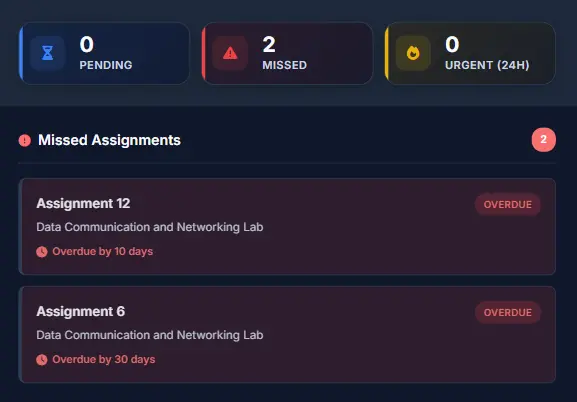 0
PENDING
2
MISSED
0
URGENT (24H)
Missed Assignments
2
Assignment 12
OVERDUE
Data Communication and Networking Lab
Overdue by 10 days
Assignment 6
OVERDUE
Data Communication and Networking Lab
Overdue by 30 days